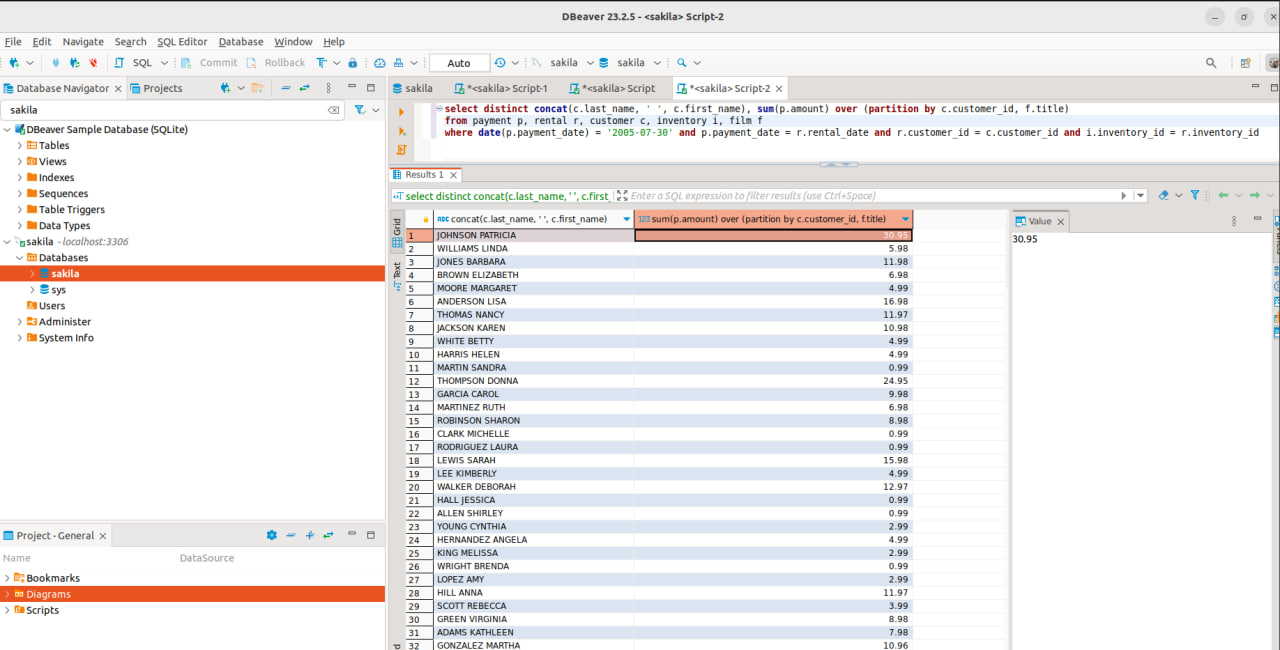 DBeaver 23.2.5 - <sakila> Script-2
File Edit Navigate Search SQL Editor Database Window Help
SQL Commit Rollback Auto sakila sakila
Database Navigator Projects
sakila
DBeaver Sample Database (SQLite)
Tables
Views
Indexes
Sequences
Table Triggers
Data Types
sakila - localhost:3306
Databases
sakila
sys
Users
Administer
System Info
Project - General
Name DataSource
Bookmarks
Diagrams
Scripts
sakila *<sakila> Script-1 *<sakila> Script *<sakila> Script-2
select distinct concat(c.last_name, ' ', c.first_name), sum(p.amount) over (partition by c.customer_id, f.title)
from payment p, rental r, customer c, inventory i, film f
where date(p.payment_date) = '2005-07-30' and p.payment_date = r.rental_date and r.customer_id = c.customer_id and i.inventory_id = r.inventory_id
Results 1
select distinct concat(c.last_name, ' ', c.first_ Enter a SQL expression to filter results (use Ctrl+Space)
Grid
Text
ABC concat(c.last_name, ' ', c.first_name) 123 sum(p.amount) over (partition by c.customer_id, f.title)
1 JOHNSON PATRICIA 30.95
2 WILLIAMS LINDA 5.98
3 JONES BARBARA 11.98
4 BROWN ELIZABETH 6.98
5 MOORE MARGARET 4.99
6 ANDERSON LISA 16.98
7 THOMAS NANCY 11.97
8 JACKSON KAREN 10.98
9 WHITE BETTY 4.99
10 HARRIS HELEN 4.99
11 MARTIN SANDRA 0.99
12 THOMPSON DONNA 24.95
13 GARCIA CAROL 9.98
14 MARTINEZ RUTH 6.98
15 ROBINSON SHARON 8.98
16 CLARK MICHELLE 0.99
17 RODRIGUEZ LAURA 0.99
18 LEWIS SARAH 15.98
19 LEE KIMBERLY 4.99
20 WALKER DEBORAH 12.97
21 HALL JESSICA 0.99
22 ALLEN SHIRLEY 0.99
23 YOUNG CYNTHIA 2.99
24 HERNANDEZ ANGELA 4.99
25 KING MELISSA 2.99
26 WRIGHT BRENDA 0.99
27 LOPEZ AMY 2.99
28 HILL ANNA 11.97
29 SCOTT REBECCA 3.99
30 GREEN VIRGINIA 8.98
31 ADAMS KATHLEEN 7.98
32 GONZALEZ MARTHA 10.96
Value
30.95